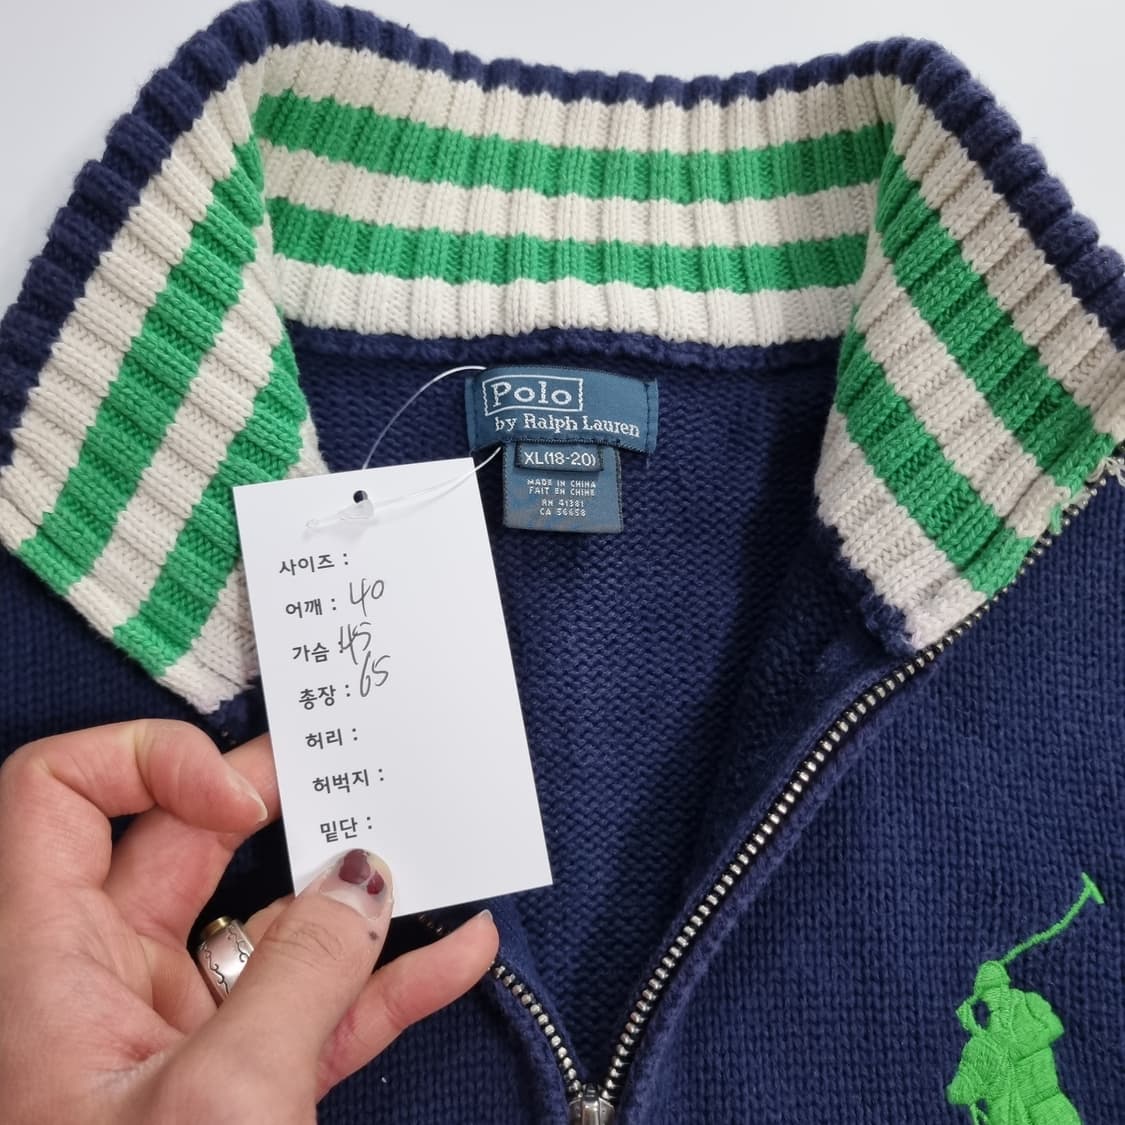 Polo
by Ralph Lauren
XL(18-20)
MADE IN CHINA
FAIT EN CHINE
RN 41381
CA 56658
사이즈 :
어깨 : 40
가슴 : 45
총장 : 65
허리 :
허벅지 :
밑단 :